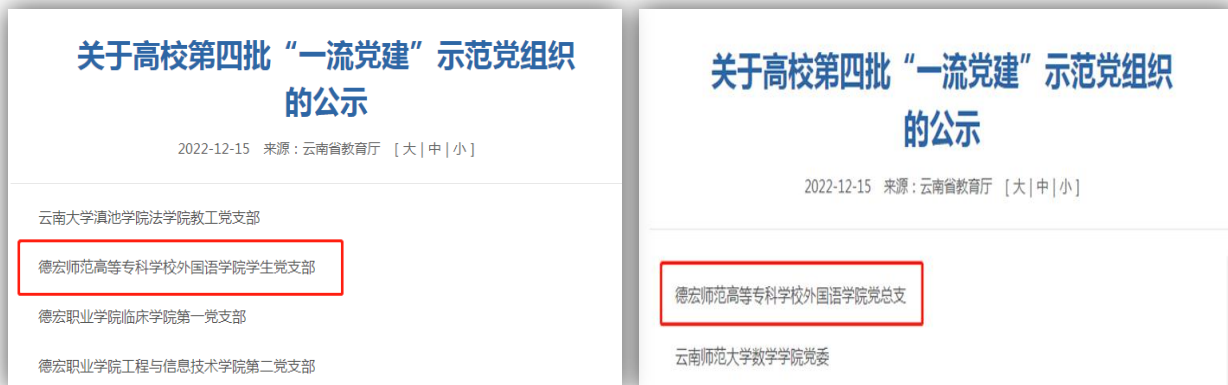 关于高校第四批“一流党建”示范党组织
的公示
2022-12-15 来源：云南省教育厅 [ 大 | 中 | 小 ]
云南大学滇池学院法学院教工党支部
德宏师范高等专科学校外国语学院学生党支部
德宏职业学院临床学院第一党支部
德宏职业学院工程与信息技术学院第二党支部
关于高校第四批“一流党建”示范党组织
的公示
2022-12-15 来源：云南省教育厅 [ 大 | 中 | 小 ]
德宏师范高等专科学校外国语学院党总支
云南师范大学数学学院党委